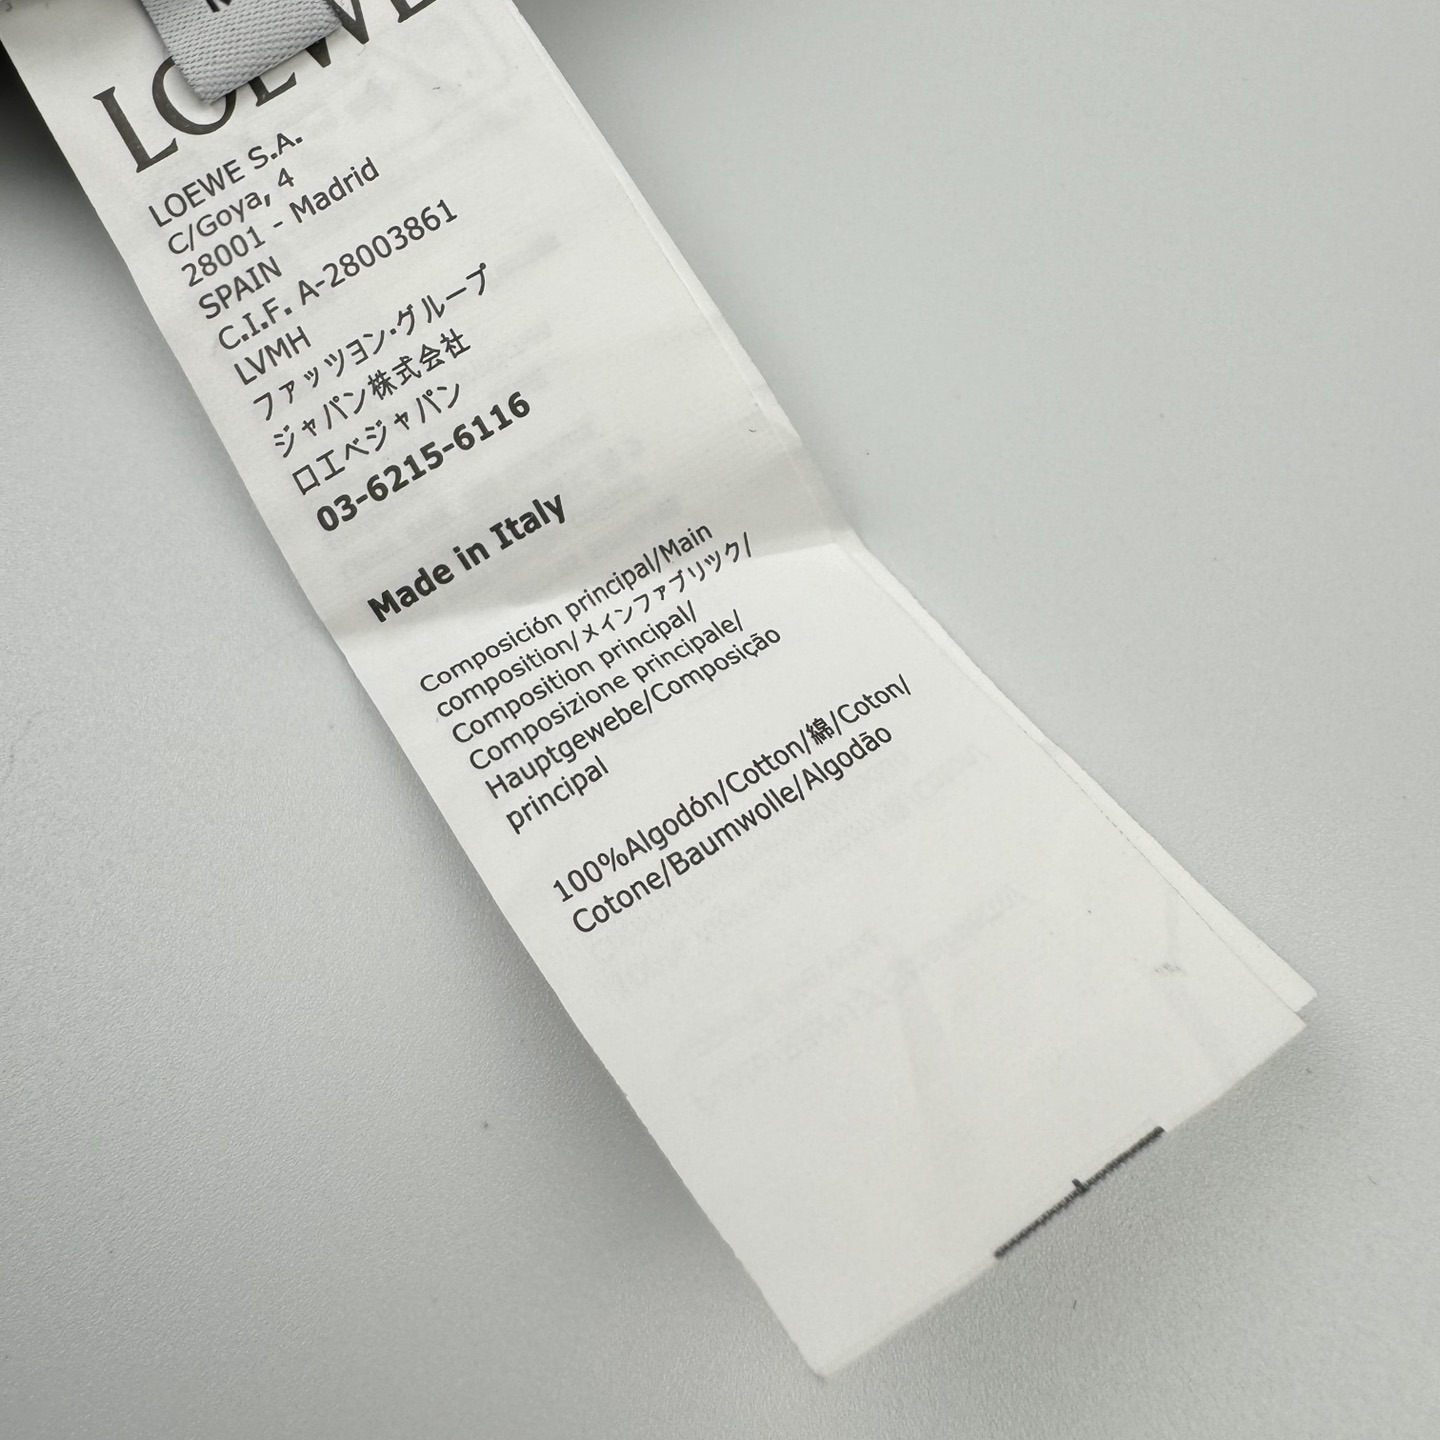 M
LOEWE
LOEWE S.A.
C/Goya, 4
28001 - Madrid
SPAIN
C.I.F. A-28003861
LVMH
ファッツヨン·グループ
ジャパン株式会社
ロエベジャパン
03-6215-6116
Made in Italy
Composición principal/Main
composition/メインファブリツク/
Composition principal/
Composizione principale/
Hauptgewebe/Composição
principal
100%Algodón/Cotton/綿/Coton/
Cotone/Baumwolle/Algodão